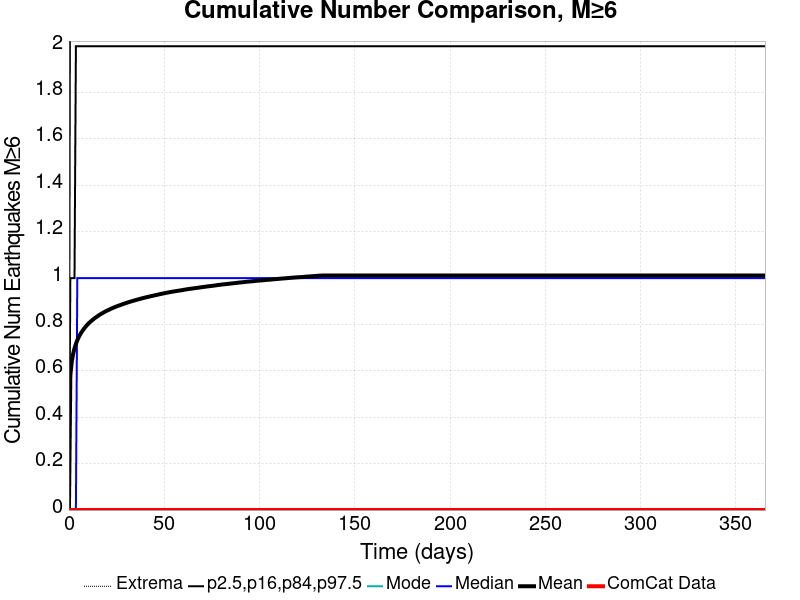 Cumulative Number Comparison, M≥6
Cumulative Num Earthquakes M≥6
2
1.8
1.6
1.4
1.2
1
0.8
0.6
0.4
0.2
0
0 50 100 150 200 250 300 350
Time (days)
Extrema p2.5,p16,p84,p97.5 Mode Median Mean ComCat Data